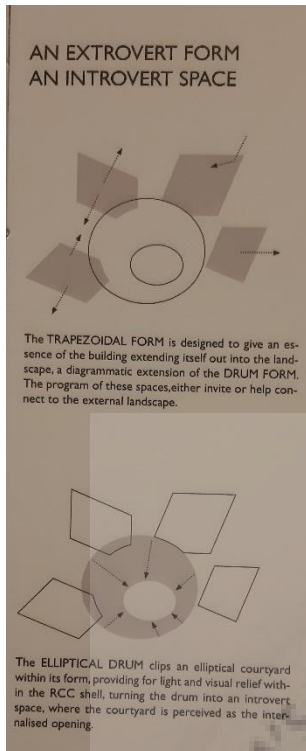 AN EXTROVERT FORM
AN INTROVERT SPACE
The TRAPEZOIDAL FORM is designed to give an es-
sence of the building extending itself out into the land-
scape, a diagrammatic extension of the DRUM FORM.
The program of these spaces,either invite or help con-
nect to the external landscape.
The ELLIPTICAL DRUM clips an elliptical courtyard
within its form, providing for light and visual relief with-
in the RCC shell, turning the drum into an introvert
space, where the courtyard is perceived as the inter-
nalised opening.